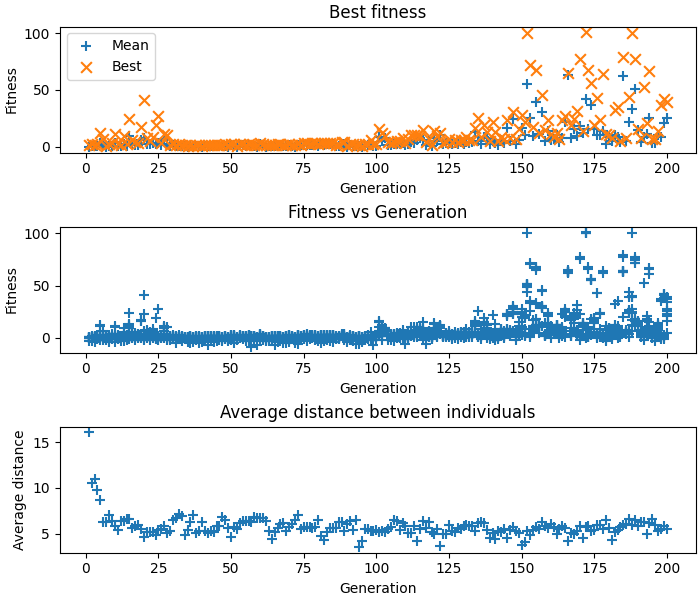 Best fitness
100
50
0
Fitness
Mean
Best
0 25 50 75 100 125 150 175 200
Generation
Fitness vs Generation
100
50
0
Fitness
0 25 50 75 100 125 150 175 200
Generation
Average distance between individuals
15
10
5
Average distance
0 25 50 75 100 125 150 175 200
Generation